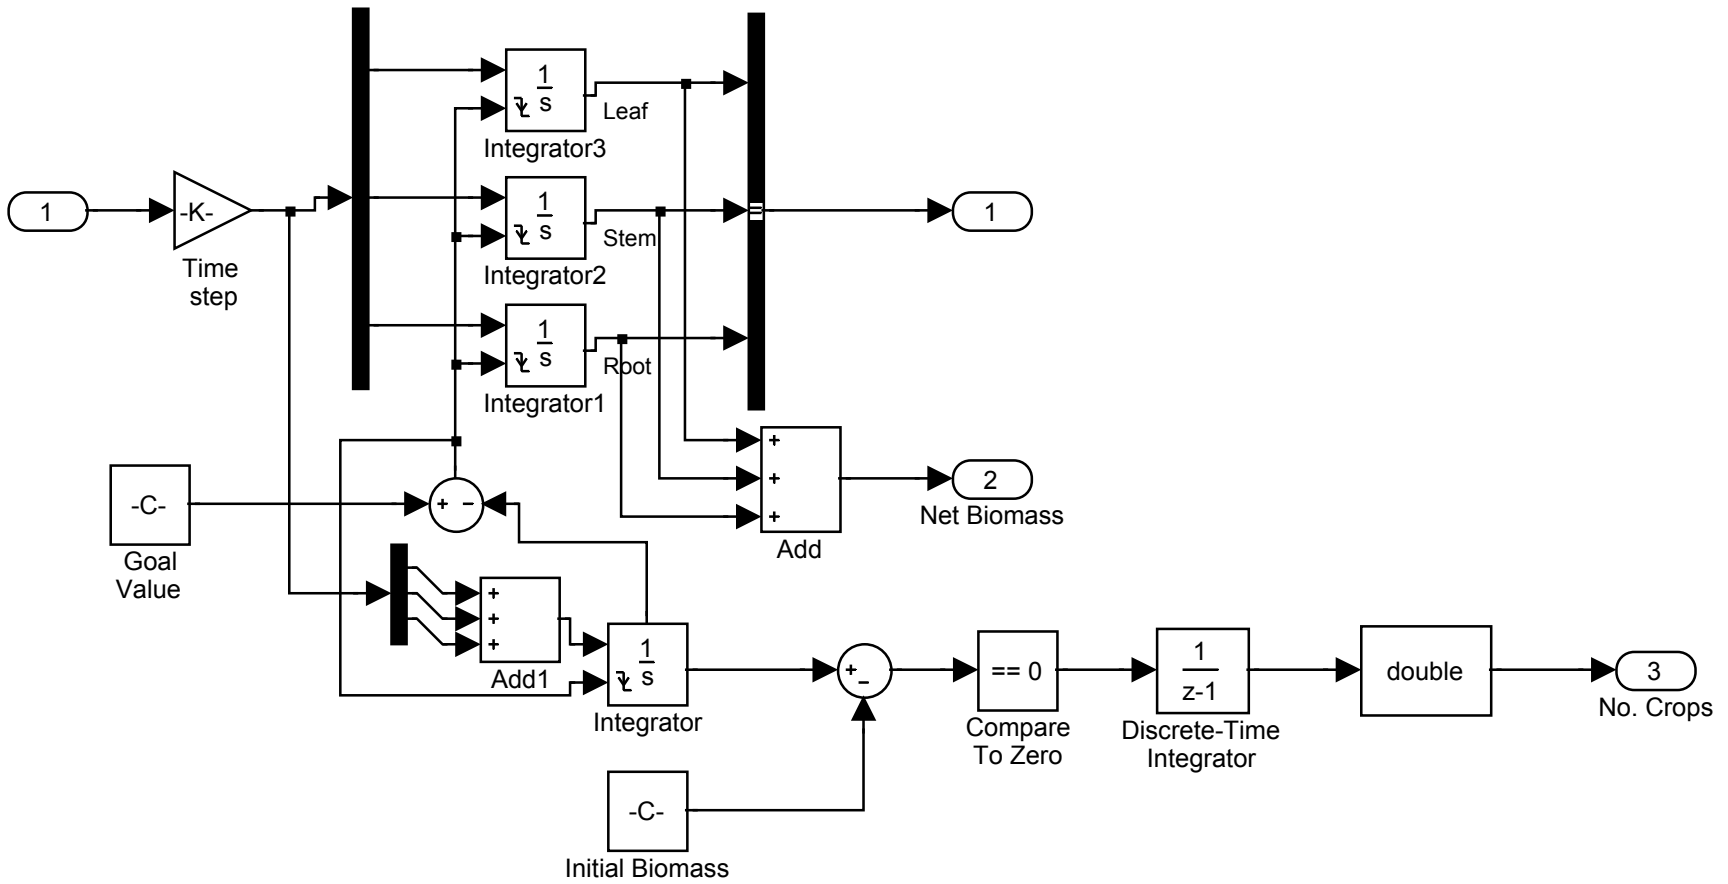 1
s
Leaf
Integrator3
1
-K-
Time
step
1
s
Stem
Integrator2
1
1
s
Root
Integrator1
-C-
Goal
Value
+ −
+
+
+
Add
2
Net Biomass
+
+
+
Add1
1
s
Integrator
+
−
== 0
Compare
To Zero
1
z-1
Discrete-Time
Integrator
double
3
No. Crops
-C-
Initial Biomass